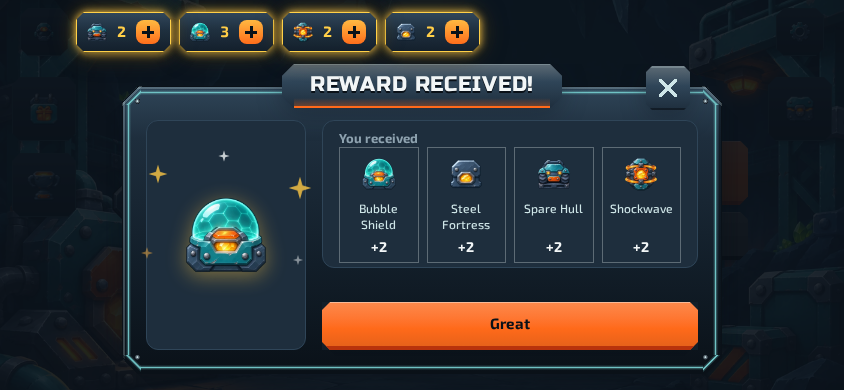 2 3 2 2
REWARD RECEIVED!
You received
Bubble Shield
+2
Steel Fortress
+2
Spare Hull
+2
Shockwave
+2
Great